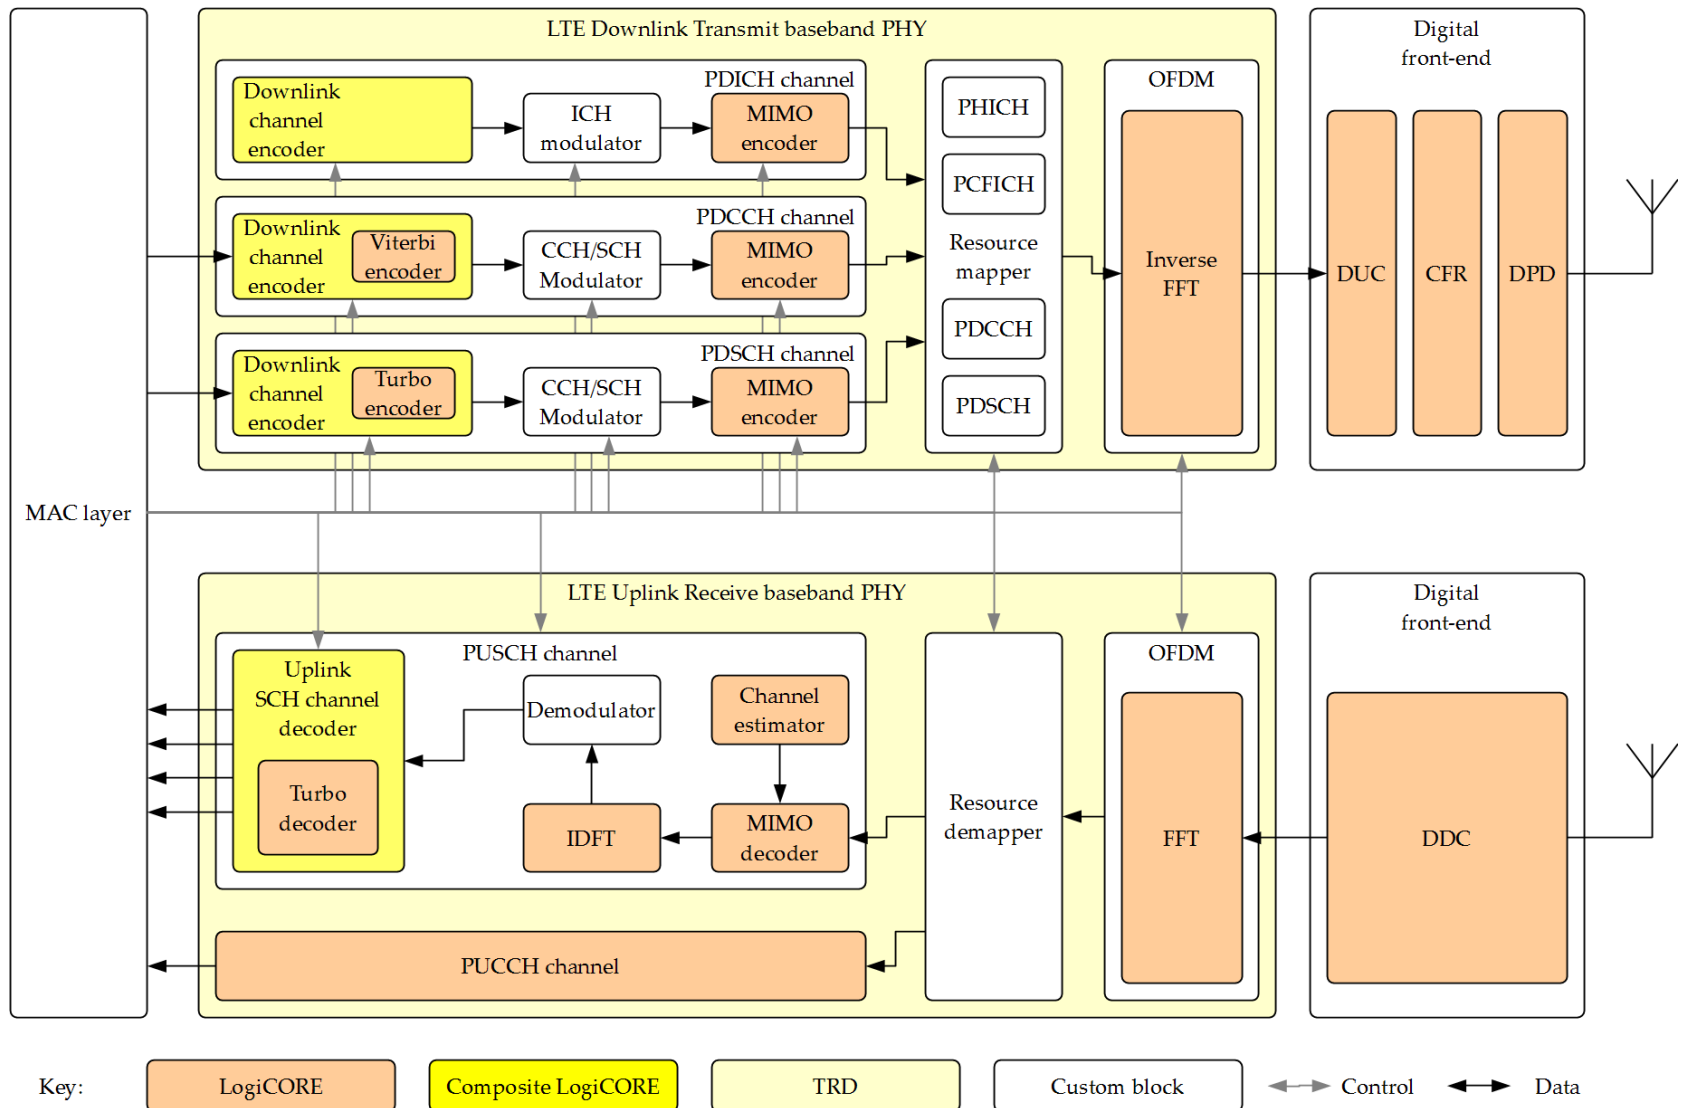 LTE Downlink Transmit baseband PHY
Digital
front-end
PDICH channel
Downlink
channel
encoder
ICH
modulator
MIMO
encoder
PDCCH channel
Downlink
channel
encoder
Viterbi
encoder
CCH/SCH
Modulator
MIMO
encoder
PDSCH channel
Downlink
channel
encoder
Turbo
encoder
CCH/SCH
Modulator
MIMO
encoder
PHICH
PCFICH
Resource
mapper
PDCCH
PDSCH
OFDM
Inverse
FFT
DUC
CFR
DPD
MAC layer
LTE Uplink Receive baseband PHY
Digital
front-end
PUSCH channel
Uplink
SCH channel
decoder
Turbo
decoder
Demodulator
Channel
estimator
IDFT
MIMO
decoder
Resource
demapper
OFDM
FFT
DDC
PUCCH channel
Key:
LogiCORE
Composite LogiCORE
TRD
Custom block
Control
Data